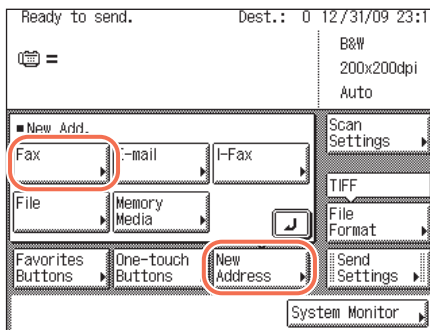 Ready to send. Dest.: 0 12/31/09 23:1
B&W
200x200dpi
Auto
■New Add.
Scan
Settings
Fax E-mail I-Fax
TIFF
File Memory
Media
File
Format
Favorites
Buttons
One-touch
Buttons
New
Address
Send
Settings
System Monitor